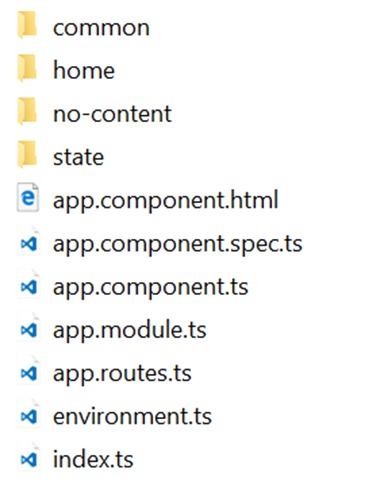 common
home
no-content
state
app.component.html
app.component.spec.ts
app.component.ts
app.module.ts
app.routes.ts
environment.ts
index.ts